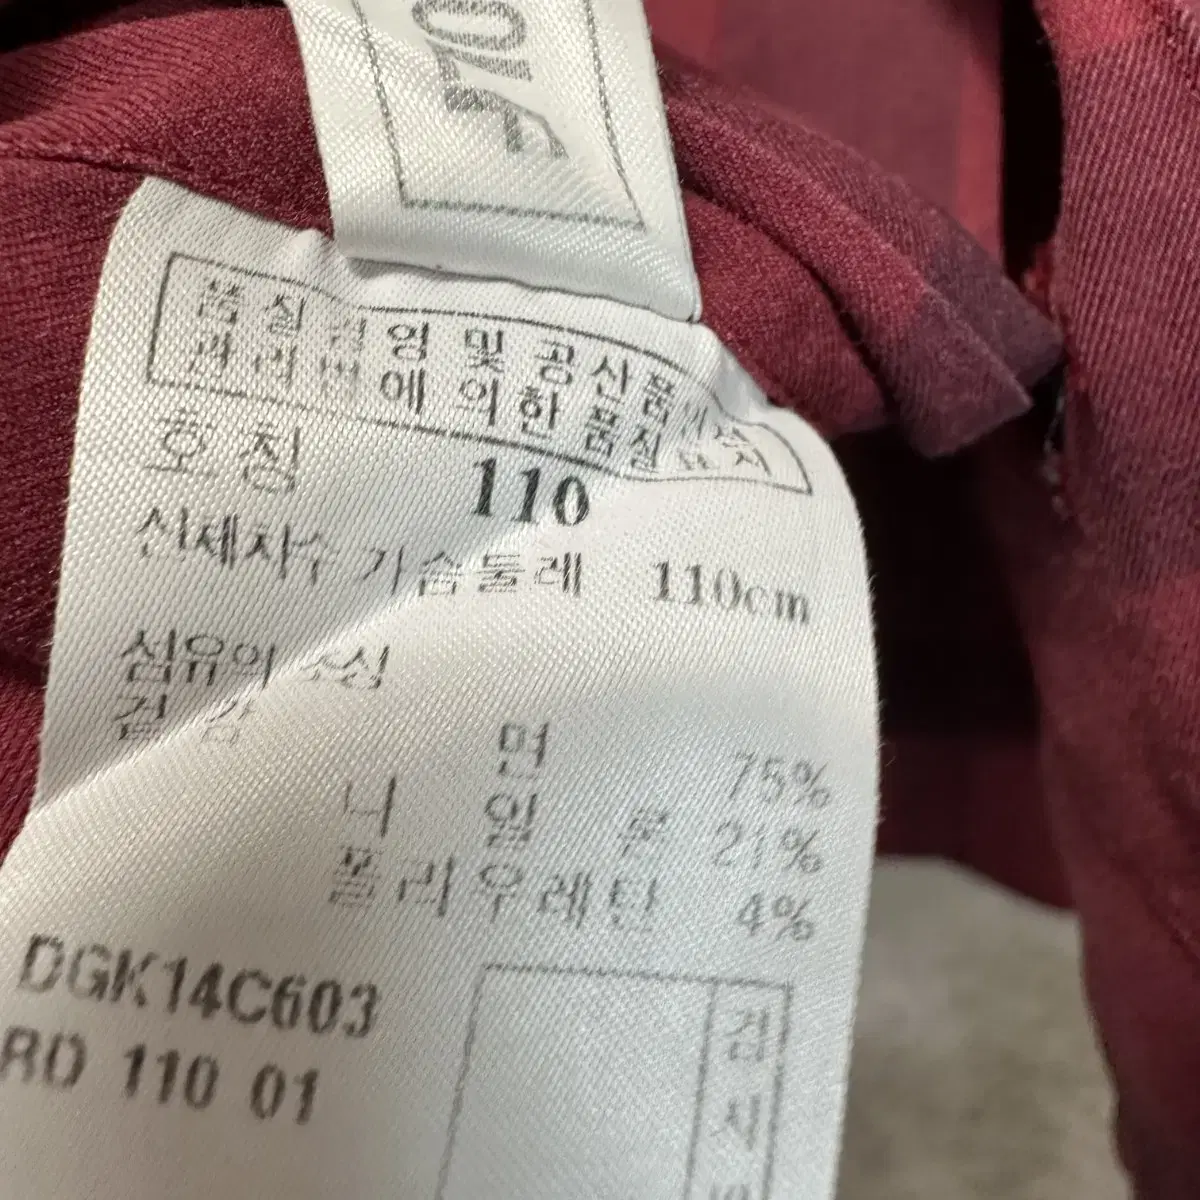 품질경영 및 공산품
관리법에 의한 품질표시
호칭 110
신체치수 가슴둘레 110cm
섬유의 조성
겉감
면 75%
나일론 21%
폴리우레탄 4%
DGK14C603
RD 110 01
검
사